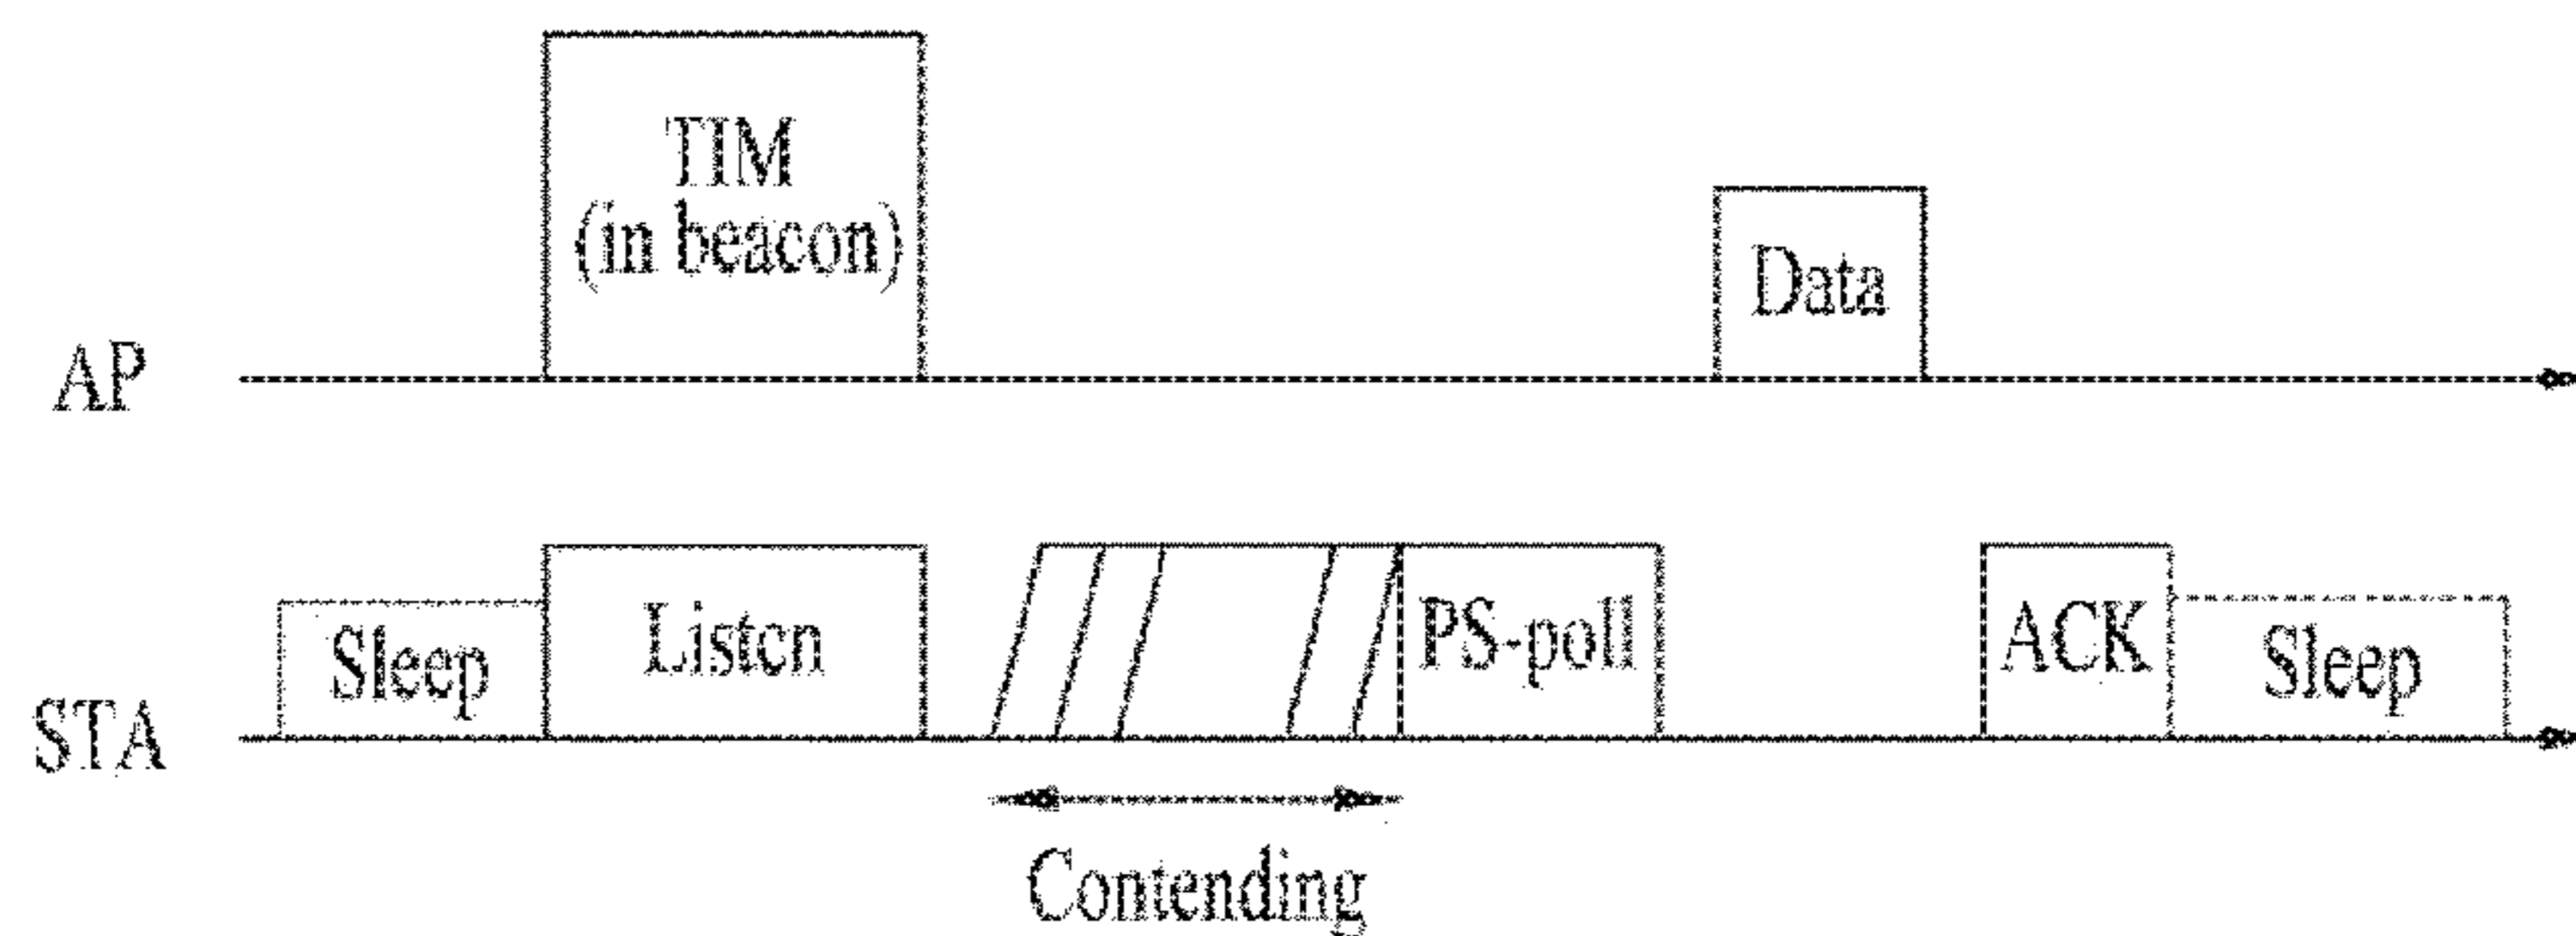 TIM
(in beacon)
Data
AP
Sleep
Listen
PS-poll
ACK
Sleep
STA
Contending